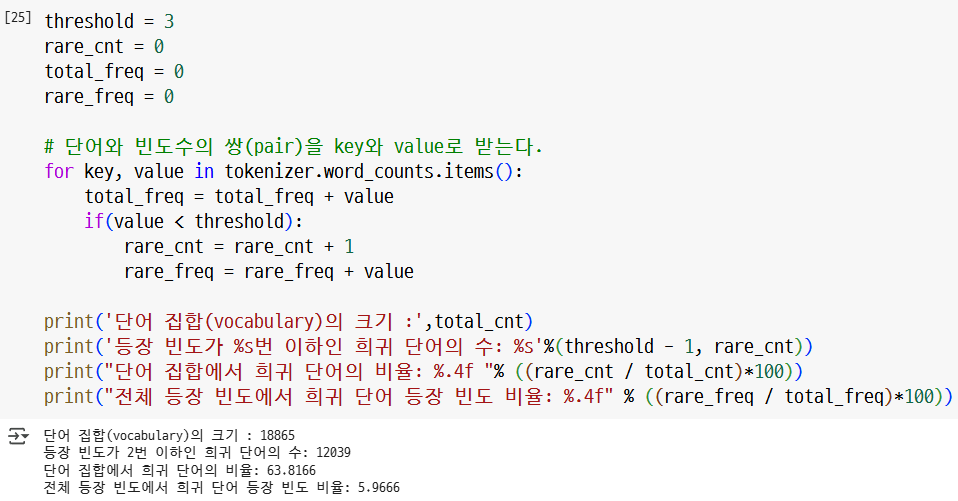 [25]
threshold = 3
rare_cnt = 0
total_freq = 0
rare_freq = 0
# 단어와 빈도수의 쌍(pair)을 key와 value로 받는다.
for key, value in tokenizer.word_counts.items():
    total_freq = total_freq + value
    if(value < threshold):
        rare_cnt = rare_cnt + 1
        rare_freq = rare_freq + value
print('단어 집합(vocabulary)의 크기 :',total_cnt)
print('등장 빈도가 %s번 이하인 희귀 단어의 수: %s'%(threshold - 1, rare_cnt))
print("단어 집합에서 희귀 단어의 비율: %.4f "% ((rare_cnt / total_cnt)*100))
print("전체 등장 빈도에서 희귀 단어 등장 빈도 비율: %.4f" % ((rare_freq / total_freq)*100))
단어 집합(vocabulary)의 크기 : 18865
등장 빈도가 2번 이하인 희귀 단어의 수: 12039
단어 집합에서 희귀 단어의 비율: 63.8166
전체 등장 빈도에서 희귀 단어 등장 빈도 비율: 5.9666